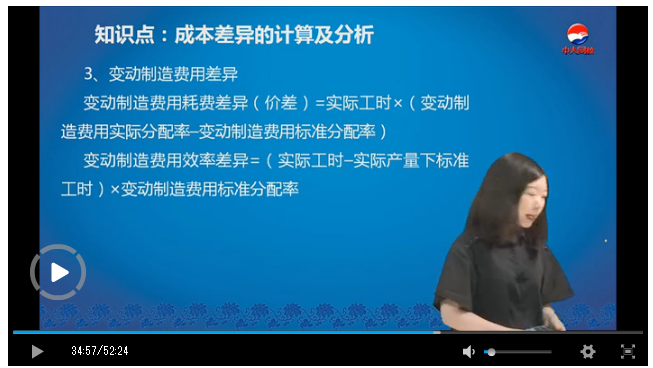 知识点：成本差异的计算及分析
中大网校
3、变动制造费用差异
变动制造费用耗费差异（价差）=实际工时×（变动制
造费用实际分配率–变动制造费用标准分配率）
变动制造费用效率差异=（实际工时–实际产量下标准
工时）×变动制造费用标准分配率
34:57/52:24